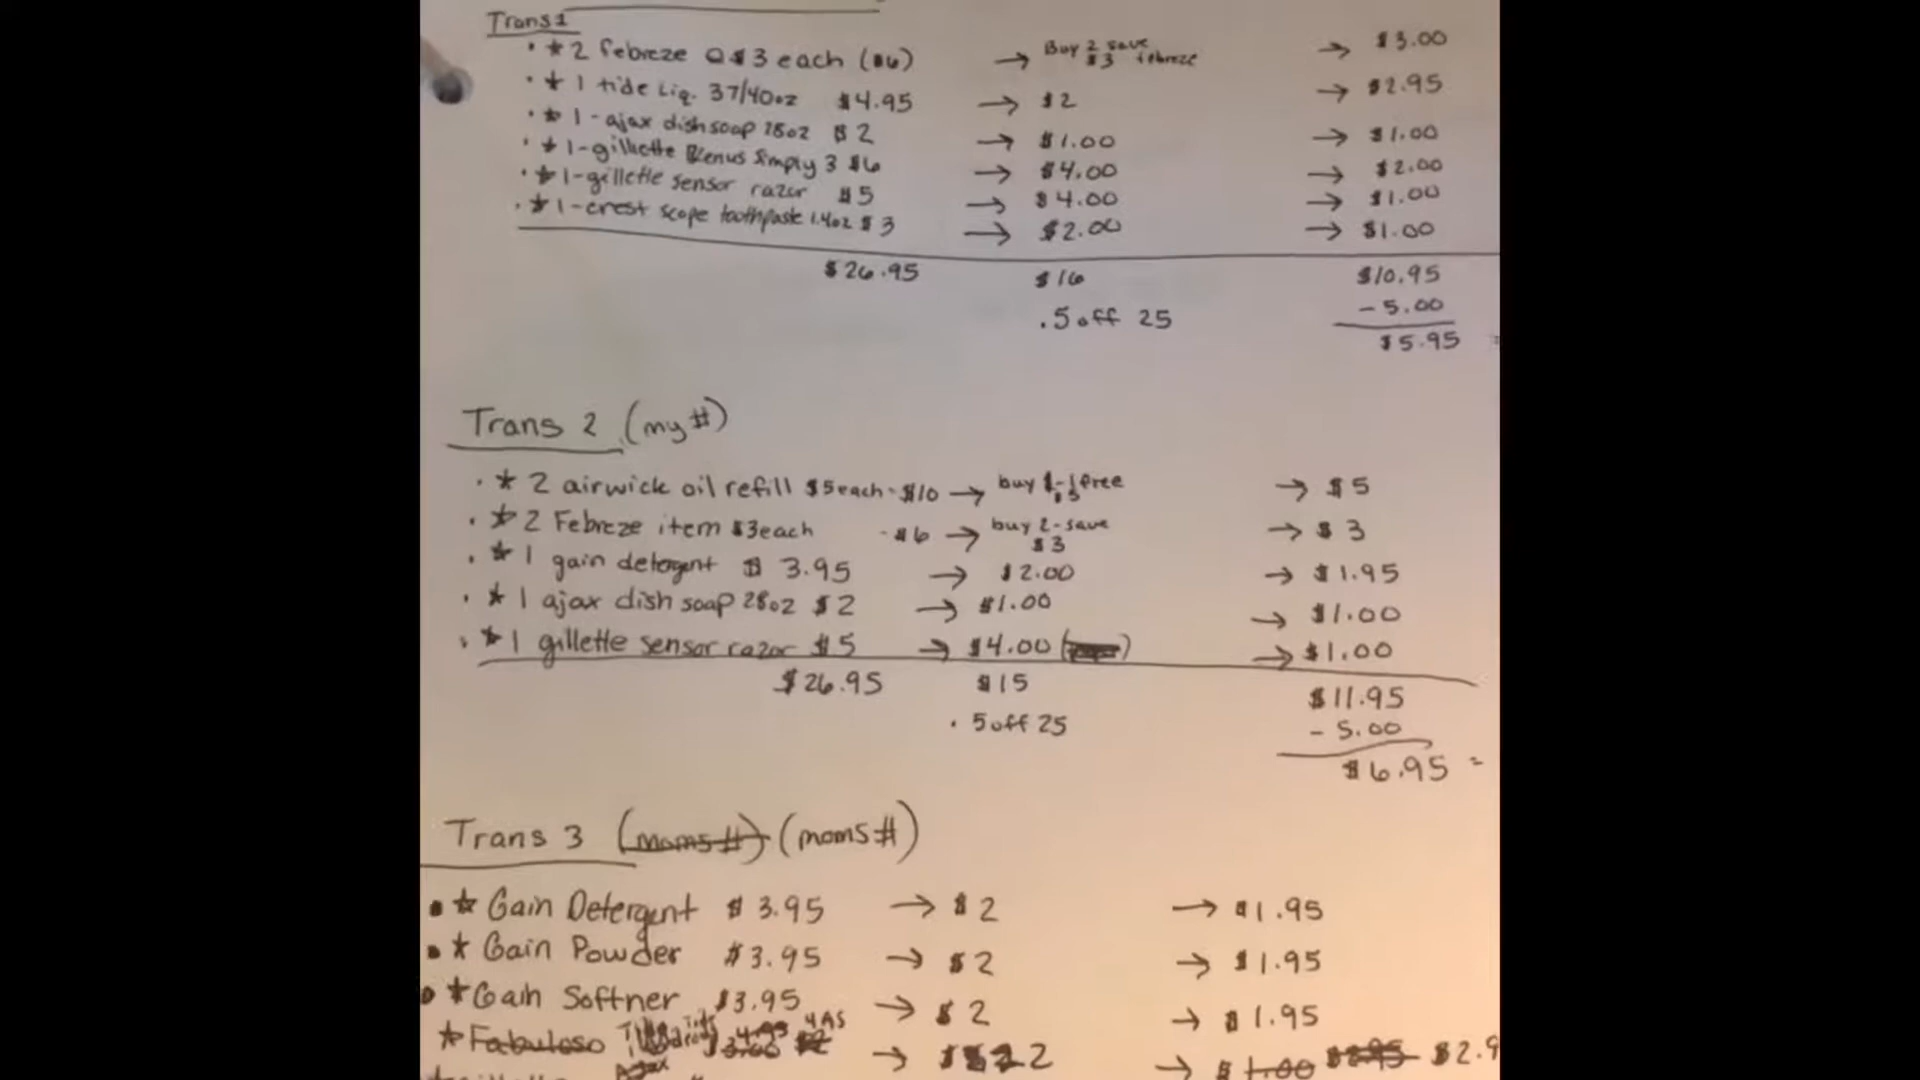 Trans 1
• ★ 2 febreze @ $3 each ($6) → Buy 2 save $3 febreze → $3.00
• ★ 1 tide Liq. 37/40oz $4.95 → $2 → $2.95
• ★ 1-ajax dish soap 28oz $2 → $1.00 → $1.00
• ★ 1-gillette Venus Simply 3 $6 → $4.00 → $2.00
• ★ 1-gillette sensor razor $5 → $4.00 → $1.00
• ★ 1-crest scope toothpaste 1.4oz $3 → $2.00 → $1.00
$26.95 $16 $10.95
.5 off 25 - 5.00
$5.95 =
Trans 2 (my #)
• ★ 2 airwick oil refill $5 each - $10 → buy 1-1 free $5 → $5
• ★ 2 Febreze item $3 each - $6 → buy 2-save $3 → $3
• ★ 1 gain detergent $3.95 → $2.00 → $1.95
• ★ 1 ajax dish soap 28oz $2 → $1.00 → $1.00
• ★ 1 gillette sensor razor $5 → $4.00 → $1.00
$26.95 $15 $11.95
. 5 off 25 - 5.00
$6.95 =
Trans 3 (moms #) (moms #)
• ★ Gain Detergent $3.95 → $2 → $1.95
• ★ Gain Powder $3.95 → $2 → $1.95
• ★ Gain Softner $3.95 → $2 → $1.95
★ Fabuloso $3.00 → 2 → $1.00 $2.9
Ajax